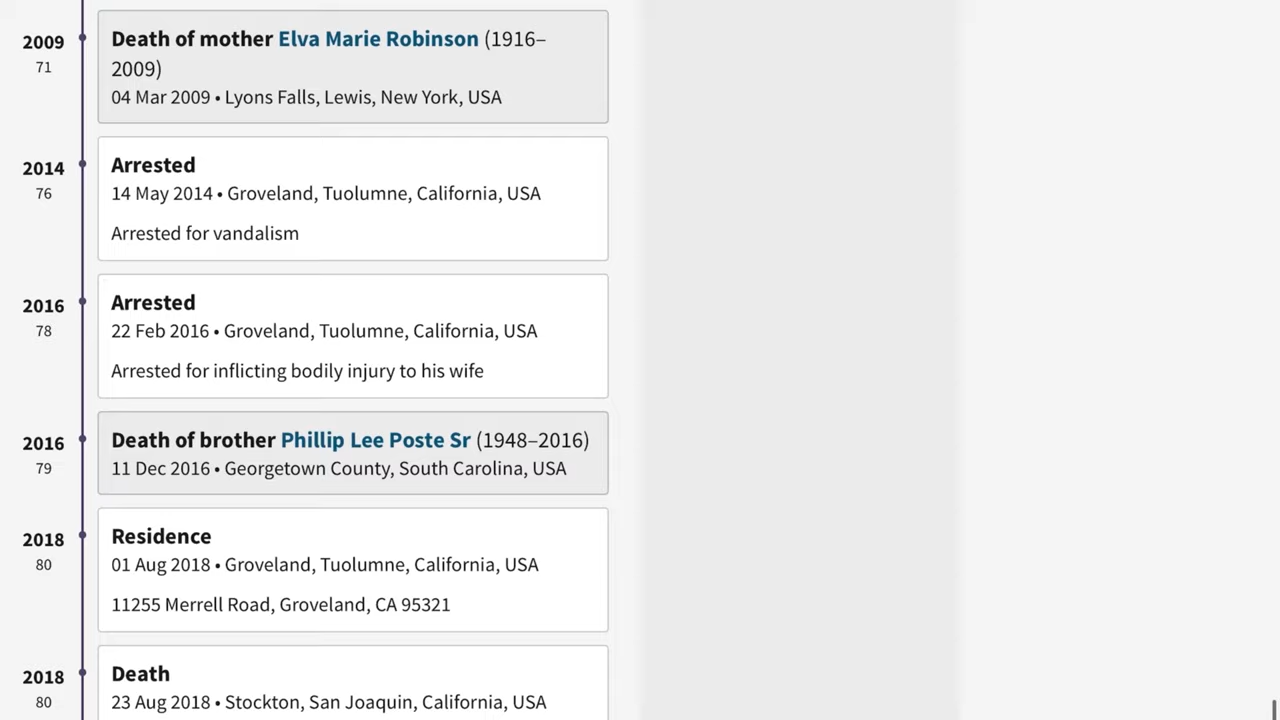 2009
71
Death of mother Elva Marie Robinson (1916–
2009)
04 Mar 2009 • Lyons Falls, Lewis, New York, USA
2014
76
Arrested
14 May 2014 • Groveland, Tuolumne, California, USA
Arrested for vandalism
2016
78
Arrested
22 Feb 2016 • Groveland, Tuolumne, California, USA
Arrested for inflicting bodily injury to his wife
2016
79
Death of brother Phillip Lee Poste Sr (1948–2016)
11 Dec 2016 • Georgetown County, South Carolina, USA
2018
80
Residence
01 Aug 2018 • Groveland, Tuolumne, California, USA
11255 Merrell Road, Groveland, CA 95321
2018
80
Death
23 Aug 2018 • Stockton, San Joaquin, California, USA